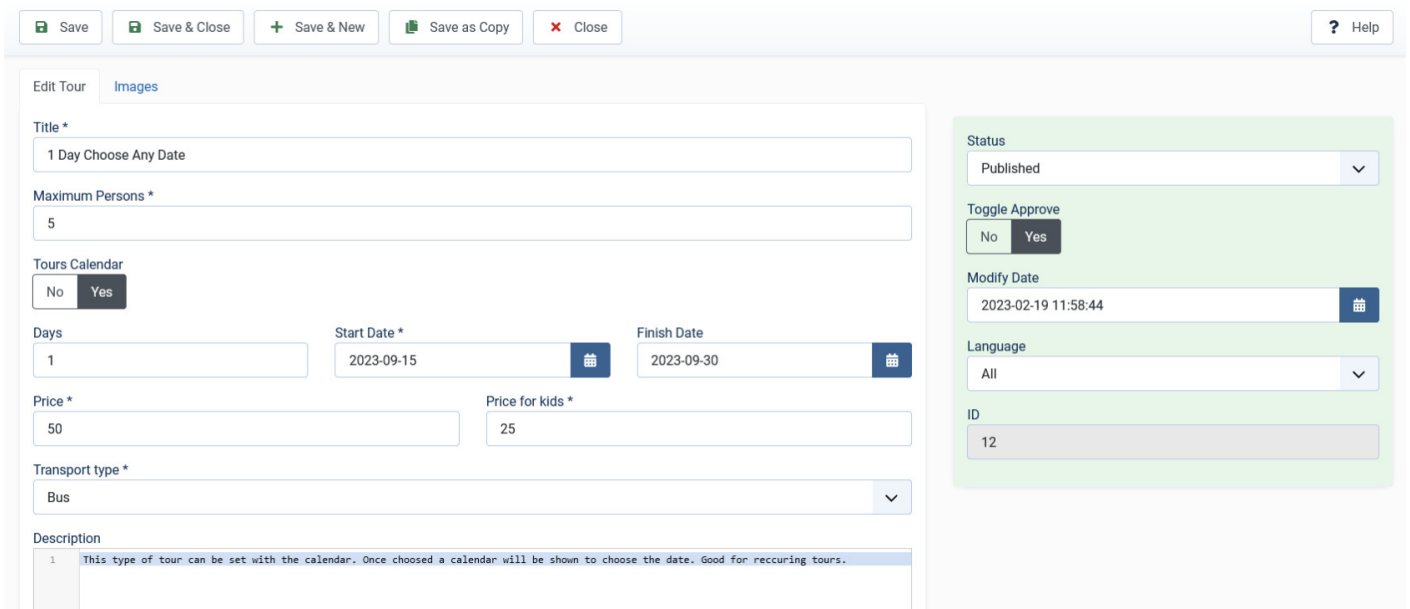 Save
Save & Close
Save & New
Save as Copy
Close
Help
Edit Tour
Images
Title *
1 Day Choose Any Date
Maximum Persons *
5
Tours Calendar
No
Yes
Days
Start Date *
Finish Date
1
2023-09-15
2023-09-30
Price *
Price for kids *
50
25
Transport type *
Bus
Description
1
This type of tour can be set with the calendar. Once choosed a calendar will be shown to choose the date. Good for reccuring tours.
Status
Published
Toggle Approve
No
Yes
Modify Date
2023-02-19 11:58:44
Language
All
ID
12